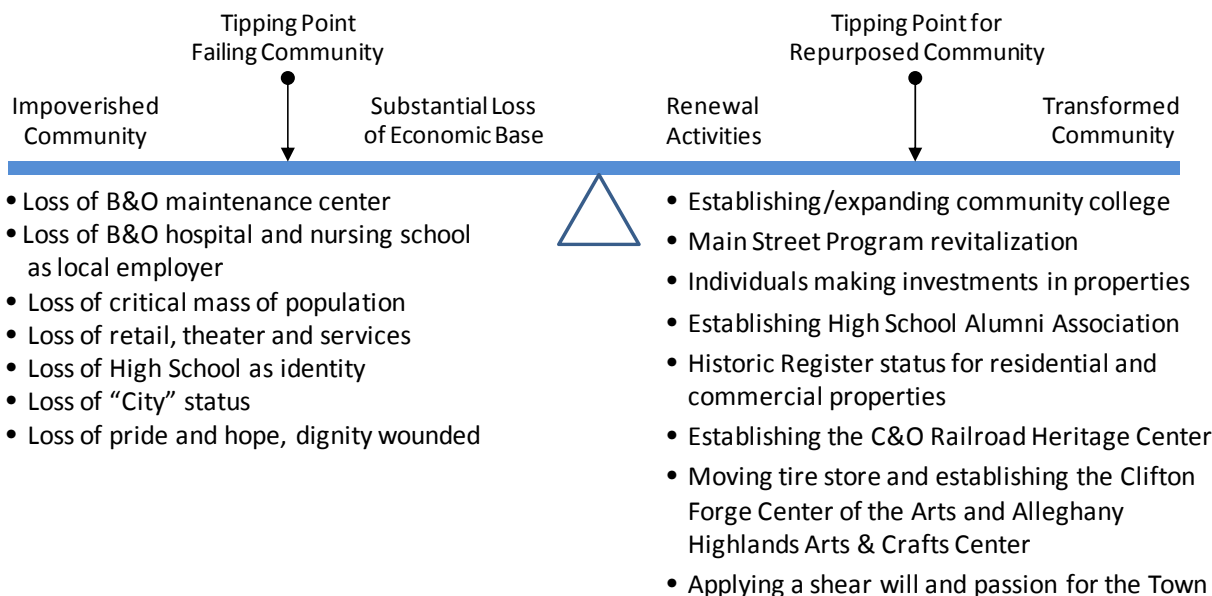 Tipping Point
Failing Community
Tipping Point for
Repurposed Community
Impoverished
Community
Substantial Loss
of Economic Base
Renewal
Activities
Transformed
Community
• Loss of B&O maintenance center
• Loss of B&O hospital and nursing school
as local employer
• Loss of critical mass of population
• Loss of retail, theater and services
• Loss of High School as identity
• Loss of “City” status
• Loss of pride and hope, dignity wounded
• Establishing/expanding community college
• Main Street Program revitalization
• Individuals making investments in properties
• Establishing High School Alumni Association
• Historic Register status for residential and
commercial properties
• Establishing the C&O Railroad Heritage Center
• Moving tire store and establishing the Clifton
Forge Center of the Arts and Alleghany
Highlands Arts & Crafts Center
• Applying a shear will and passion for the Town